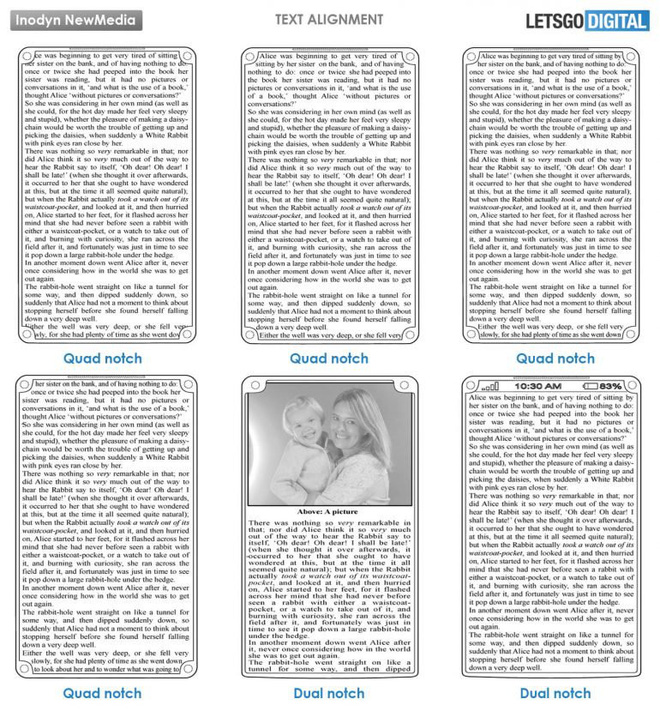 Inodyn NewMedia
TEXT ALIGNMENT
LETSGODIGITAL
ce was beginning to get very tired of sitting
er sister on the bank, and of having nothing to do:
once or twice she had peeped into the book her
sister was reading, but it had no pictures or
conversations in it, 'and what is the use of a book,'
thought Alice 'without pictures or conversations?'
So she was considering in her own mind (as well as
she could, for the hot day made her feel very sleepy
and stupid), whether the pleasure of making a daisy-
chain would be worth the trouble of getting up and
picking the daisies, when suddenly a White Rabbit
with pink eyes ran close by her.
There was nothing so very remarkable in that; nor
did Alice think it so very much out of the way to
hear the Rabbit say to itself, 'Oh dear! Oh dear! I
shall be late!' (when she thought it over afterwards,
it occurred to her that she ought to have wondered
at this, but at the time it all seemed quite natural);
but when the Rabbit actually took a watch out of its
waistcoat-pocket, and looked at it, and then hurried
on, Alice started to her feet, for it flashed across her
mind that she had never before seen a rabbit with
either a waistcoat-pocket, or a watch to take out of
it, and burning with curiosity, she ran across the
field after it, and fortunately was just in time to see
it pop down a large rabbit-hole under the hedge.
In another moment down went Alice after it, never
once considering how in the world she was to get
out again.
The rabbit-hole went straight on like a tunnel for
some way, and then dipped suddenly down, so
suddenly that Alice had not a moment to think about
stopping herself before she found herself falling
down a very deep well.
Either the well was very deep, or she fell very
wly, for she had plenty of time as she went dow
Quad notch
Alice was beginning to get very tired of
sitting by her sister on the bank, and of having
nothing to do: once or twice she had peeped into
the book her sister was reading, but it had no
pictures or conversations in it, 'and what is the use
of a book,' thought Alice 'without pictures or
conversations?'
So she was considering in her own mind (as well as
she could, for the hot day made her feel very sleepy
and stupid), whether the pleasure of making a daisy-
chain would be worth the trouble of getting up and
picking the daisies, when suddenly a White Rabbit
with pink eyes ran close by her.
There was nothing so very remarkable in that; nor
did Alice think it so very much out of the way to
hear the Rabbit say to itself, 'Oh dear! Oh dear! I
shall be late!' (when she thought it over afterwards,
it occurred to her that she ought to have wondered
at this, but at the time it all seemed quite natural);
but when the Rabbit actually took a watch out of its
waistcoat-pocket, and looked at it, and then hurried
on, Alice started to her feet, for it flashed across her
mind that she had never before seen a rabbit with
either a waistcoat-pocket, or a watch to take out of
it, and burning with curiosity, she ran across the
field after it, and fortunately was just in time to see
it pop down a large rabbit-hole under the hedge.
In another moment down went Alice after it, never
once considering how in the world she was to get
out again.
The rabbit-hole went straight on like a tunnel for
some way, and then dipped suddenly down, so
suddenly that Alice had not a moment to think about
stopping herself before she found herself falling
down a very deep well.
Either the well was very deep, or she fell very
Quad notch
Alice was beginning to get very tired of sitting by
her sister on the bank, and of having nothing to do:
once or twice she had peeped into the book her
sister was reading, but it had no pictures or
conversations in it, 'and what is the use of a book,'
thought Alice 'without pictures or conversations?'
So she was considering in her own mind (as well as
she could, for the hot day made her feel very sleepy
and stupid), whether the pleasure of making a daisy-
chain would be worth the trouble of getting up and
picking the daisies, when suddenly a White Rabbit
with pink eyes ran close by her.
There was nothing so very remarkable in that; nor
did Alice think it so very much out of the way to
hear the Rabbit say to itself, 'Oh dear! Oh dear! I
shall be late!' (when she thought it over afterwards,
it occurred to her that she ought to have wondered
at this, but at the time it all seemed quite natural);
but when the Rabbit actually took a watch out of its
waistcoat-pocket, and looked at it, and then hurried
on, Alice started to her feet, for it flashed across her
mind that she had never before seen a rabbit with
either a waistcoat-pocket, or a watch to take out of
it, and burning with curiosity, she ran across the
field after it, and fortunately was just in time to see
it pop down a large rabbit-hole under the hedge.
In another moment down went Alice after it, never
once considering how in the world she was to get
out again.
The rabbit-hole went straight on like a tunnel for
some way, and then dipped suddenly down, so
suddenly that Alice had not a moment to think about
stopping herself before she found herself falling
down a very deep well.
Either the well was very deep, or she fell very
slowly, for she had plenty of time as she went down
Quad notch
her sister on the bank, and of having nothing to do:
once or twice she had peeped into the book her
sister was reading, but it had no pictures or
conversations in it, 'and what is the use of a book,'
thought Alice 'without pictures or conversations?'
So she was considering in her own mind (as well as
she could, for the hot day made her feel very sleepy
and stupid), whether the pleasure of making a daisy-
chain would be worth the trouble of getting up and
picking the daisies, when suddenly a White Rabbit
with pink eyes ran close by her.
There was nothing so very remarkable in that; nor
did Alice think it so very much out of the way to
hear the Rabbit say to itself, 'Oh dear! Oh dear! I
shall be late!' (when she thought it over afterwards,
it occurred to her that she ought to have wondered
at this, but at the time it all seemed quite natural);
but when the Rabbit actually took a watch out of its
waistcoat-pocket, and looked at it, and then hurried
on, Alice started to her feet, for it flashed across her
mind that she had never before seen a rabbit with
either a waistcoat-pocket, or a watch to take out of
it, and burning with curiosity, she ran across the
field after it, and fortunately was just in time to see
it pop down a large rabbit-hole under the hedge.
In another moment down went Alice after it, never
once considering how in the world she was to get
out again.
The rabbit-hole went straight on like a tunnel for
some way, and then dipped suddenly down, so
suddenly that Alice had not a moment to think about
stopping herself before she found herself falling
down a very deep well.
Either the well was very deep, or she fell very
slowly, for she had plenty of time as she went down
to look about her and to wonder what was going to
Quad notch
Above: A picture
There was nothing so very remarkable in
that; nor did Alice think it so very much
out of the way to hear the Rabbit say to
itself, 'Oh dear! Oh dear! I shall be late!'
(when she thought it over afterwards, it
occurred to her that she ought to have
wondered at this, but at the time it all
seemed quite natural); but when the Rabbit
actually took a watch out of its waistcoat-
pocket, and looked at it, and then hurried
on, Alice started to her feet, for it flashed
across her mind that she had never before
seen a rabbit with either a waistcoat-
pocket, or a watch to take out of it, and
burning with curiosity, she ran across the
field after it, and fortunately was just in
time to see it pop down a large rabbit-hole
under the hedge.
In another moment down went Alice after
it, never once considering how in the world
she was to get out again.
The rabbit-hole went straight on like a
tunnel for some way, and then dipped
Dual notch
10:30 AM
83%
Alice was beginning to get very tired of sitting by
her sister on the bank, and of having nothing to do:
once or twice she had peeped into the book her
sister was reading, but it had no pictures or
conversations in it, 'and what is the use of a book,'
thought Alice 'without pictures or conversations?'
So she was considering in her own mind (as well as
she could, for the hot day made her feel very sleepy
and stupid), whether the pleasure of making a daisy-
chain would be worth the trouble of getting up and
picking the daisies, when suddenly a White Rabbit
with pink eyes ran close by her.
There was nothing so very remarkable in that; nor
did Alice think it so very much out of the way to
hear the Rabbit say to itself, 'Oh dear! Oh dear! I
shall be late!' (when she thought it over afterwards,
it occurred to her that she ought to have wondered
at this, but at the time it all seemed quite natural);
but when the Rabbit actually took a watch out of its
waistcoat-pocket, and looked at it, and then hurried
on, Alice started to her feet, for it flashed across her
mind that she had never before seen a rabbit with
either a waistcoat-pocket, or a watch to take out of
it, and burning with curiosity, she ran across the
field after it, and fortunately was just in time to see
it pop down a large rabbit-hole under the hedge.
In another moment down went Alice after it, never
once considering how in the world she was to get
out again.
The rabbit-hole went straight on like a tunnel for
some way, and then dipped suddenly down, so
suddenly that Alice had not a moment to think about
stopping herself before she found herself falling
down a very deep well.
Dual notch